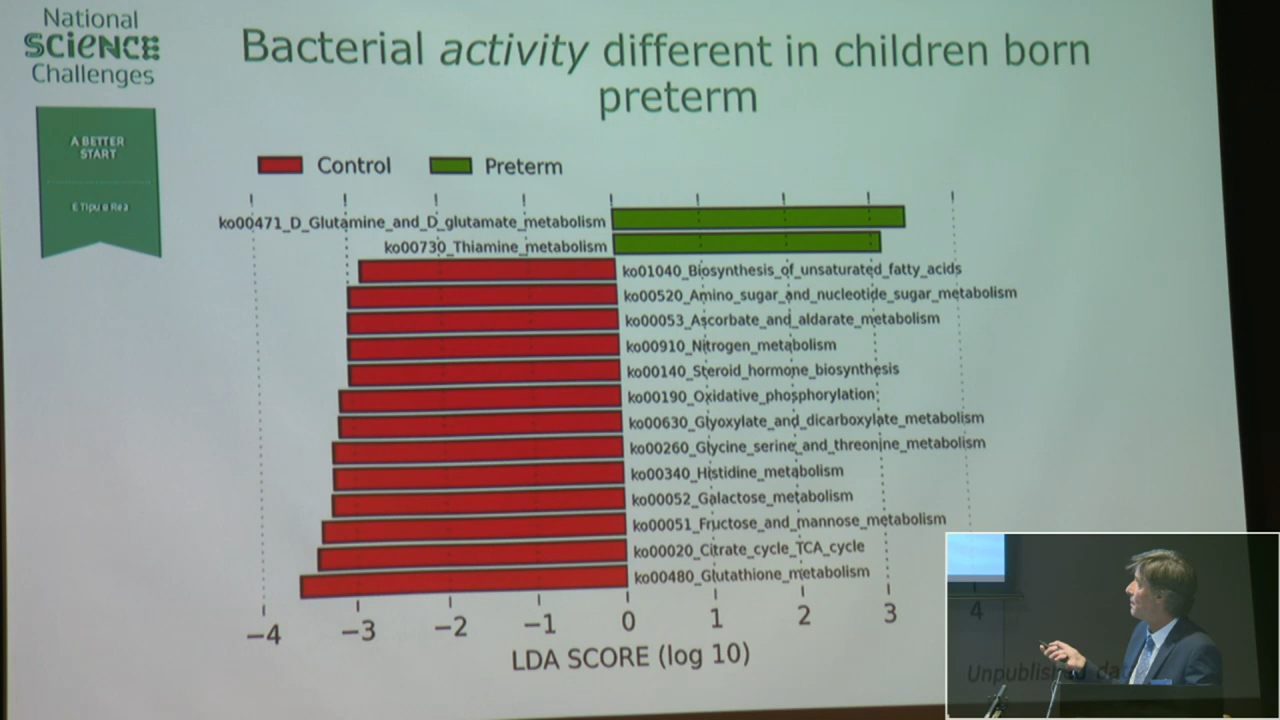 National
SCIENCE
Challenges
A BETTER
START
E Tipu e Rea
Bacterial activity different in children born
preterm
Control
Preterm
ko00471_D_Glutamine_and_D_glutamate_metabolism
ko00730_Thiamine_metabolism
ko01040_Biosynthesis_of_unsaturated_fatty_acids
ko00520_Amino_sugar_and_nucleotide_sugar_metabolism
ko00053_Ascorbate_and_aldarate_metabolism
ko00910_Nitrogen_metabolism
ko00140_Steroid_hormone_biosynthesis
ko00190_Oxidative_phosphorylation
ko00630_Glyoxylate_and_dicarboxylate_metabolism
ko00260_Glycine_serine_and_threonine_metabolism
ko00340_Histidine_metabolism
ko00052_Galactose_metabolism
ko00051_Fructose_and_mannose_metabolism
ko00020_Citrate_cycle_TCA_cycle
ko00480_Glutathione_metabolism
−4 −3 −2 −1 0 1 2 3 4
LDA SCORE (log 10)
Unpublished